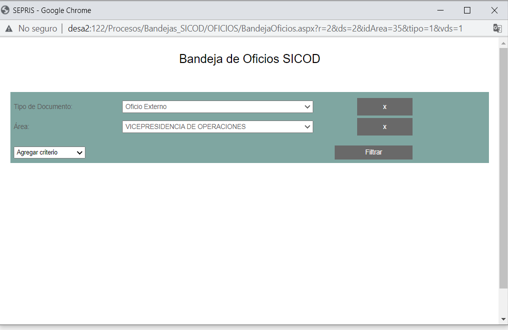 SEPRIS - Google Chrome
No seguro | desa2:122/Procesos/Bandejas_SICOD/OFICIOS/BandejaOficios.aspx?r=2&ds=2&idArea=35&tipo=1&vds=1
Bandeja de Oficios SICOD
Tipo de Documento: Oficio Externo x
Área: VICEPRESIDENCIA DE OPERACIONES x
Agregar criterio Filtrar